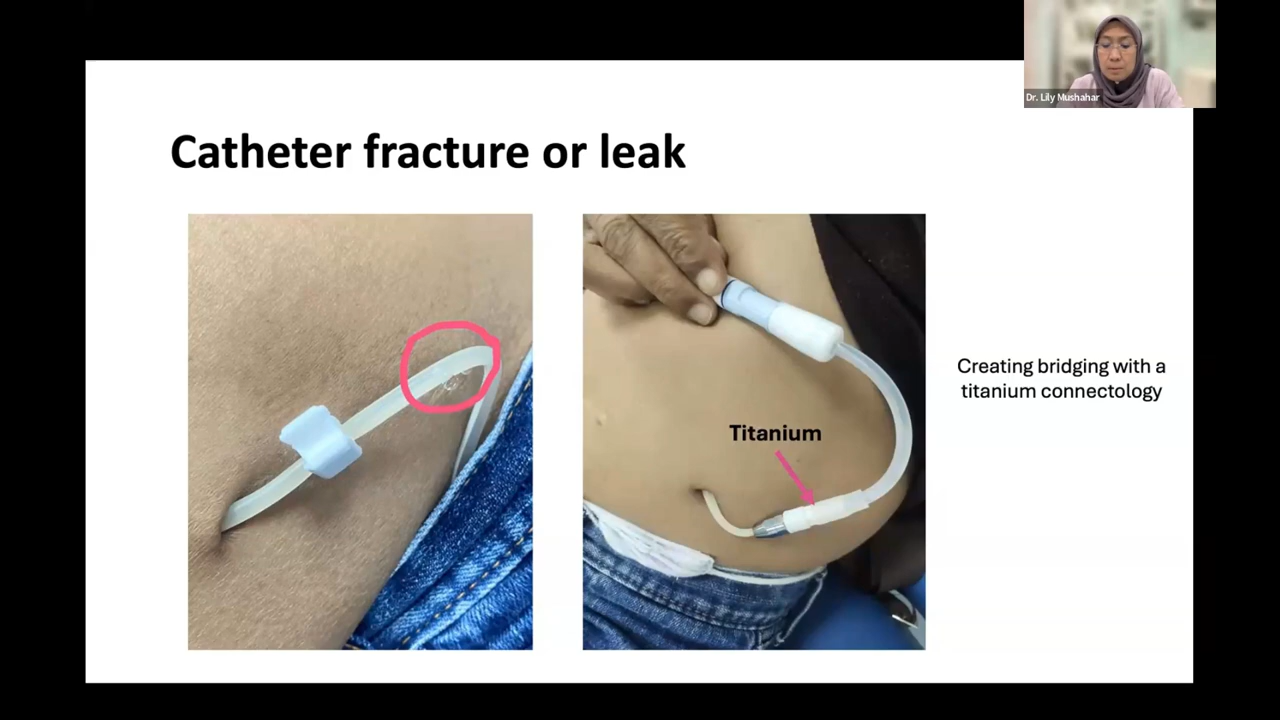 Dr. Lily Mushahar
Catheter fracture or leak
Titanium
Creating bridging with a
titanium connectology